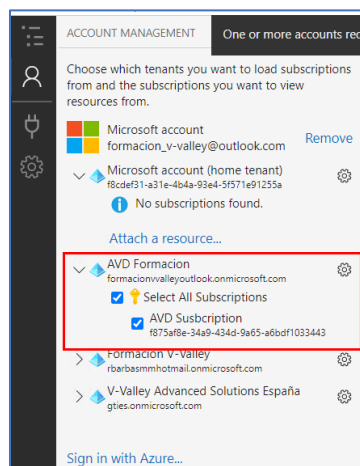 ACCOUNT MANAGEMENT
One or more accounts rec
Choose which tenants you want to load subscriptions
from and the subscriptions you want to view
resources from.
Microsoft account
formacion_v-valley@outlook.com
Remove
Microsoft account (home tenant)
f8cdef31-a31e-4b4a-93e4-5f571e91255a
No subscriptions found.
Attach a resource...
AVD Formacion
formacionvvalleyoutlook.onmicrosoft.com
Select All Subscriptions
AVD Susbcription
f875af8e-34a9-434d-9a65-a6bdf1033443
Formacion V-Valley
rbarbasmmhotmail.onmicrosoft.com
V-Valley Advanced Solutions España
gties.onmicrosoft.com
Sign in with Azure...